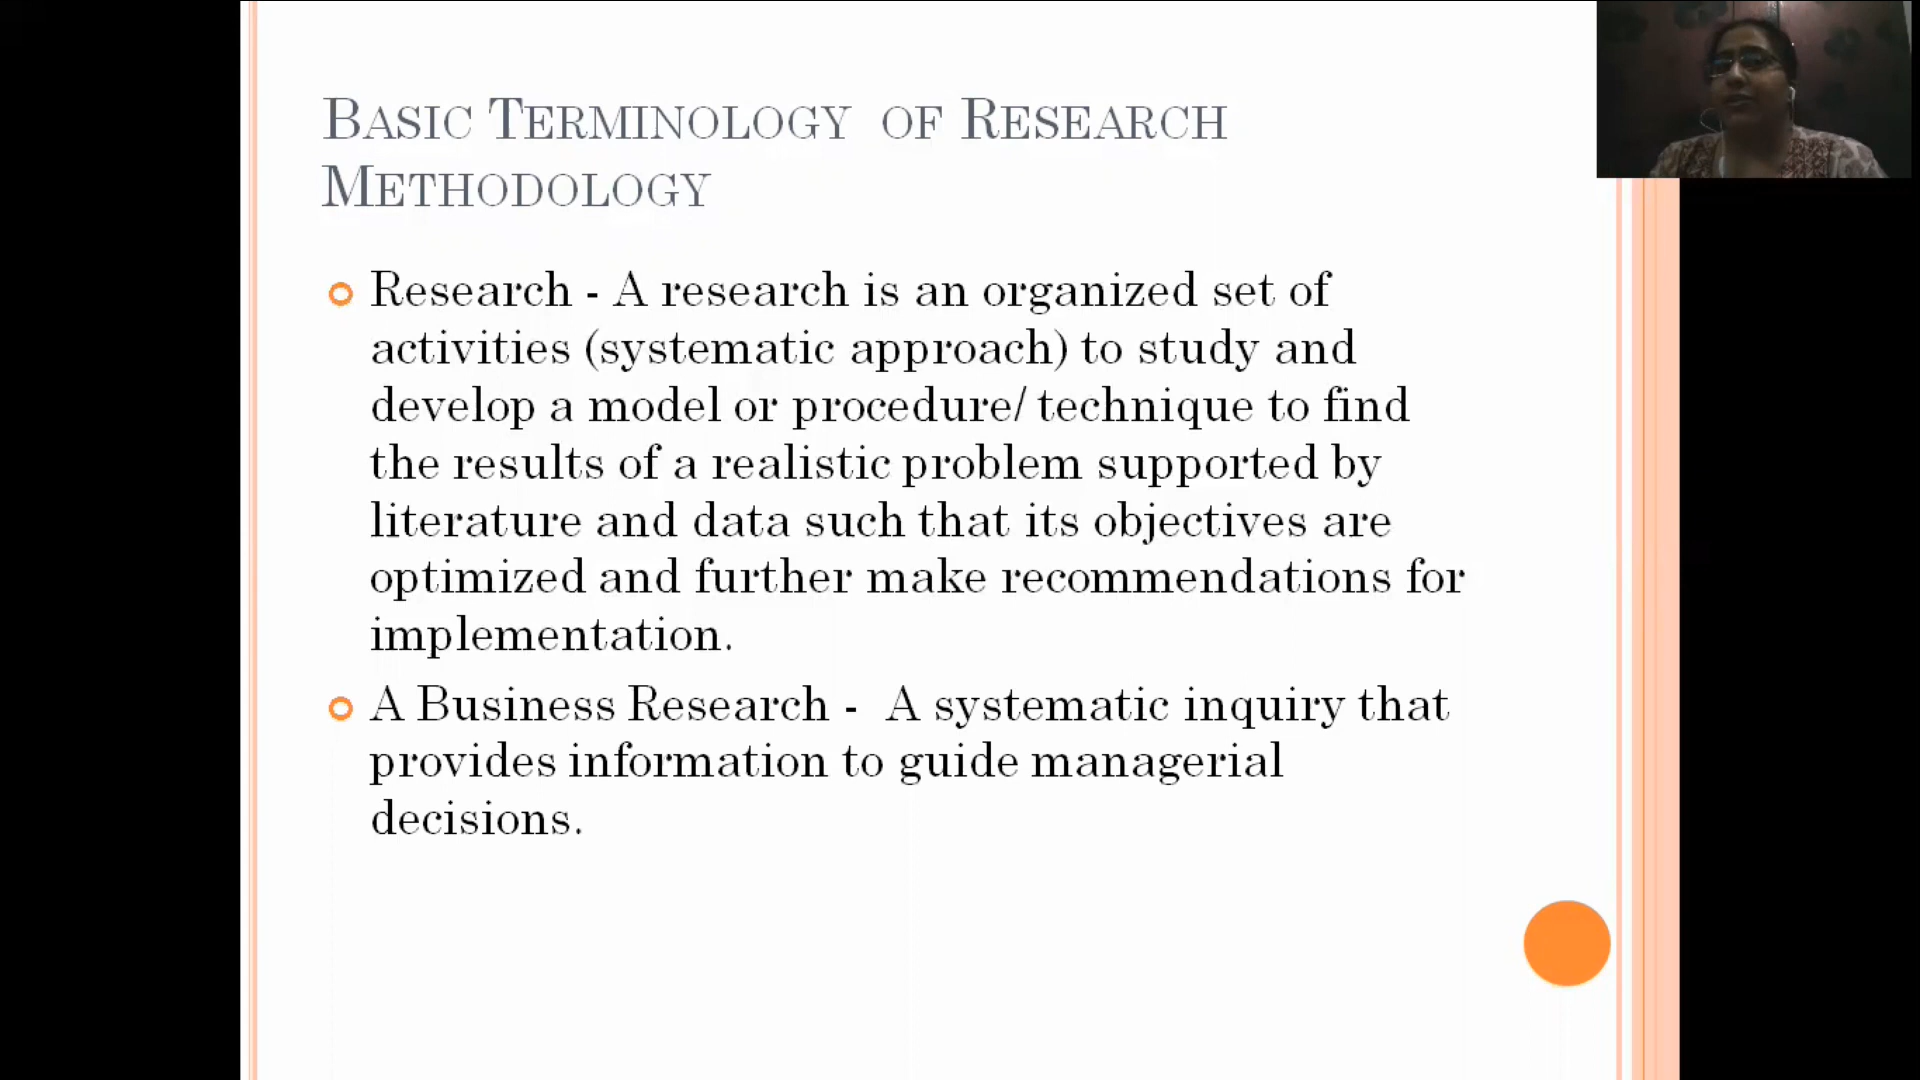 BASIC TERMINOLOGY OF RESEARCH
METHODOLOGY
Research - A research is an organized set of
activities (systematic approach) to study and
develop a model or procedure/ technique to find
the results of a realistic problem supported by
literature and data such that its objectives are
optimized and further make recommendations for
implementation.
A Business Research - A systematic inquiry that
provides information to guide managerial
decisions.